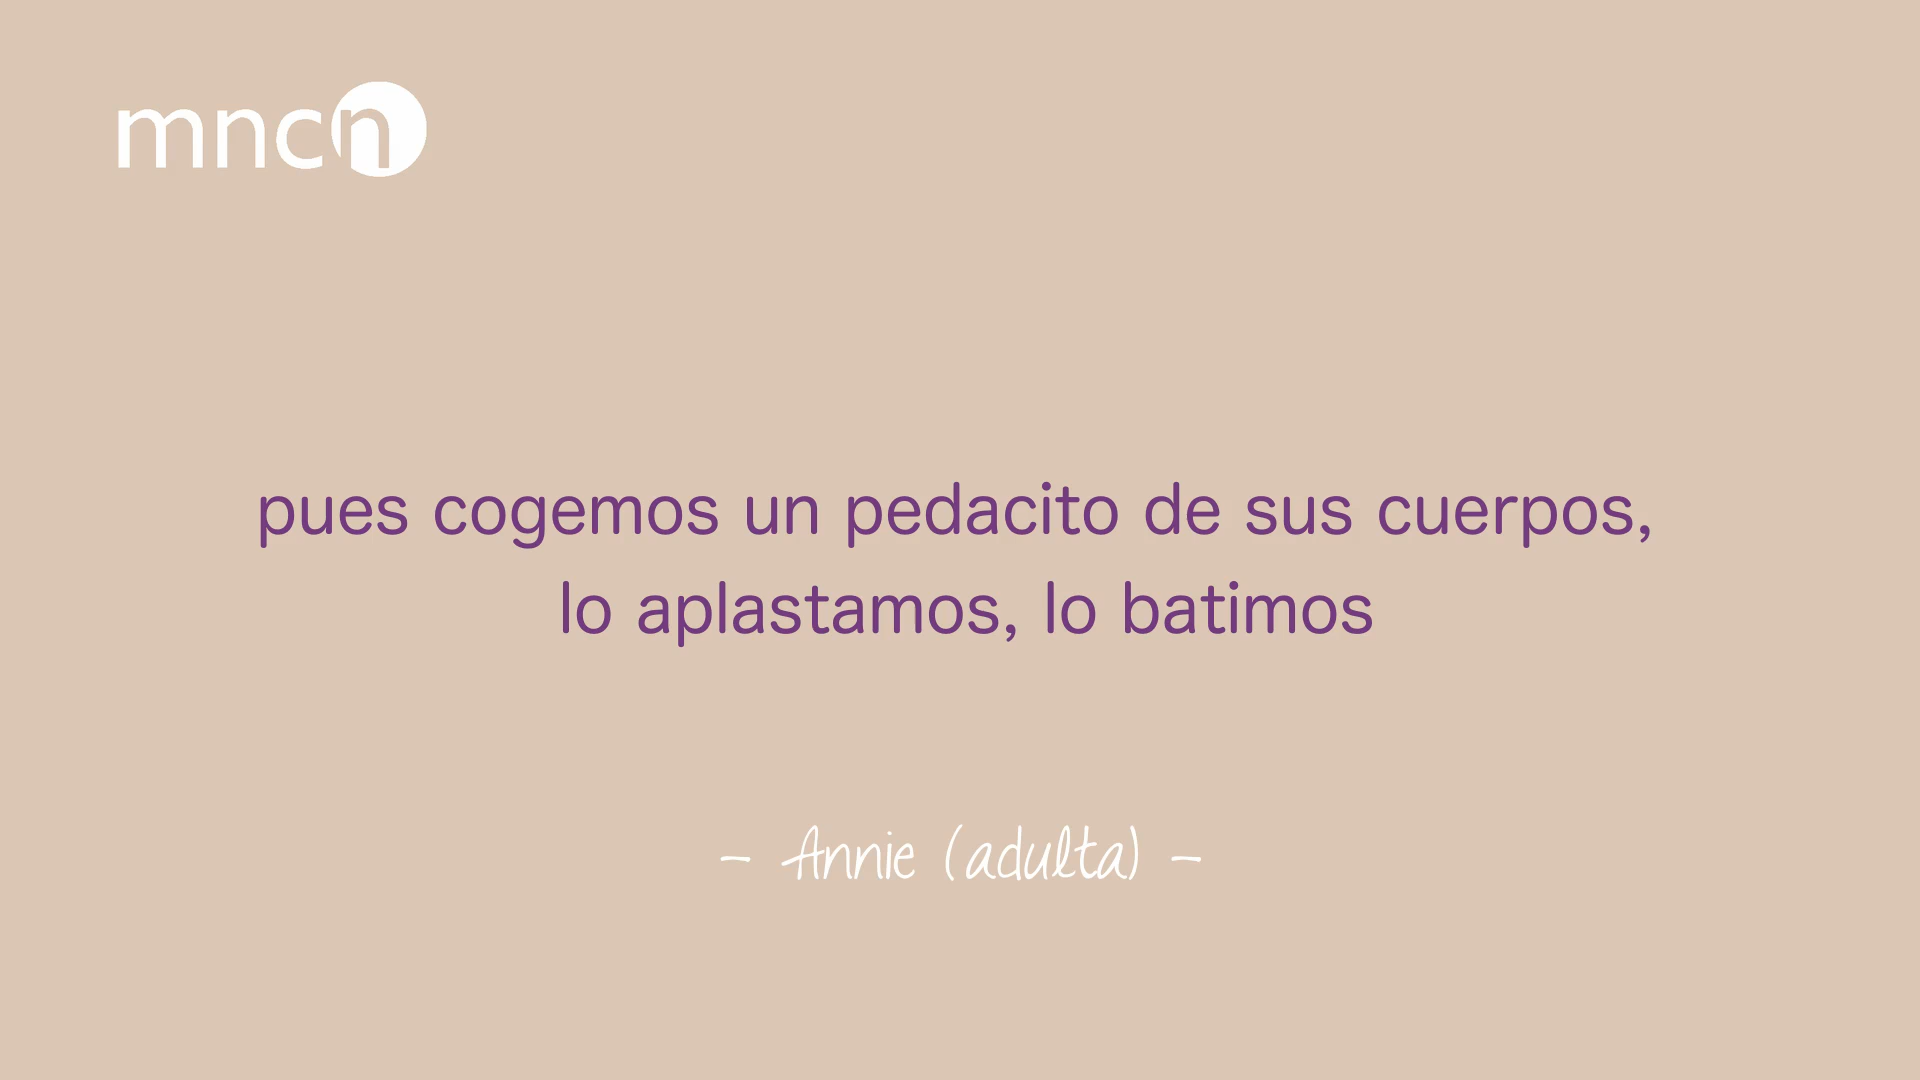 mncn
pues cogemos un pedacito de sus cuerpos,
lo aplastamos, lo batimos
- Annie (adulta) -